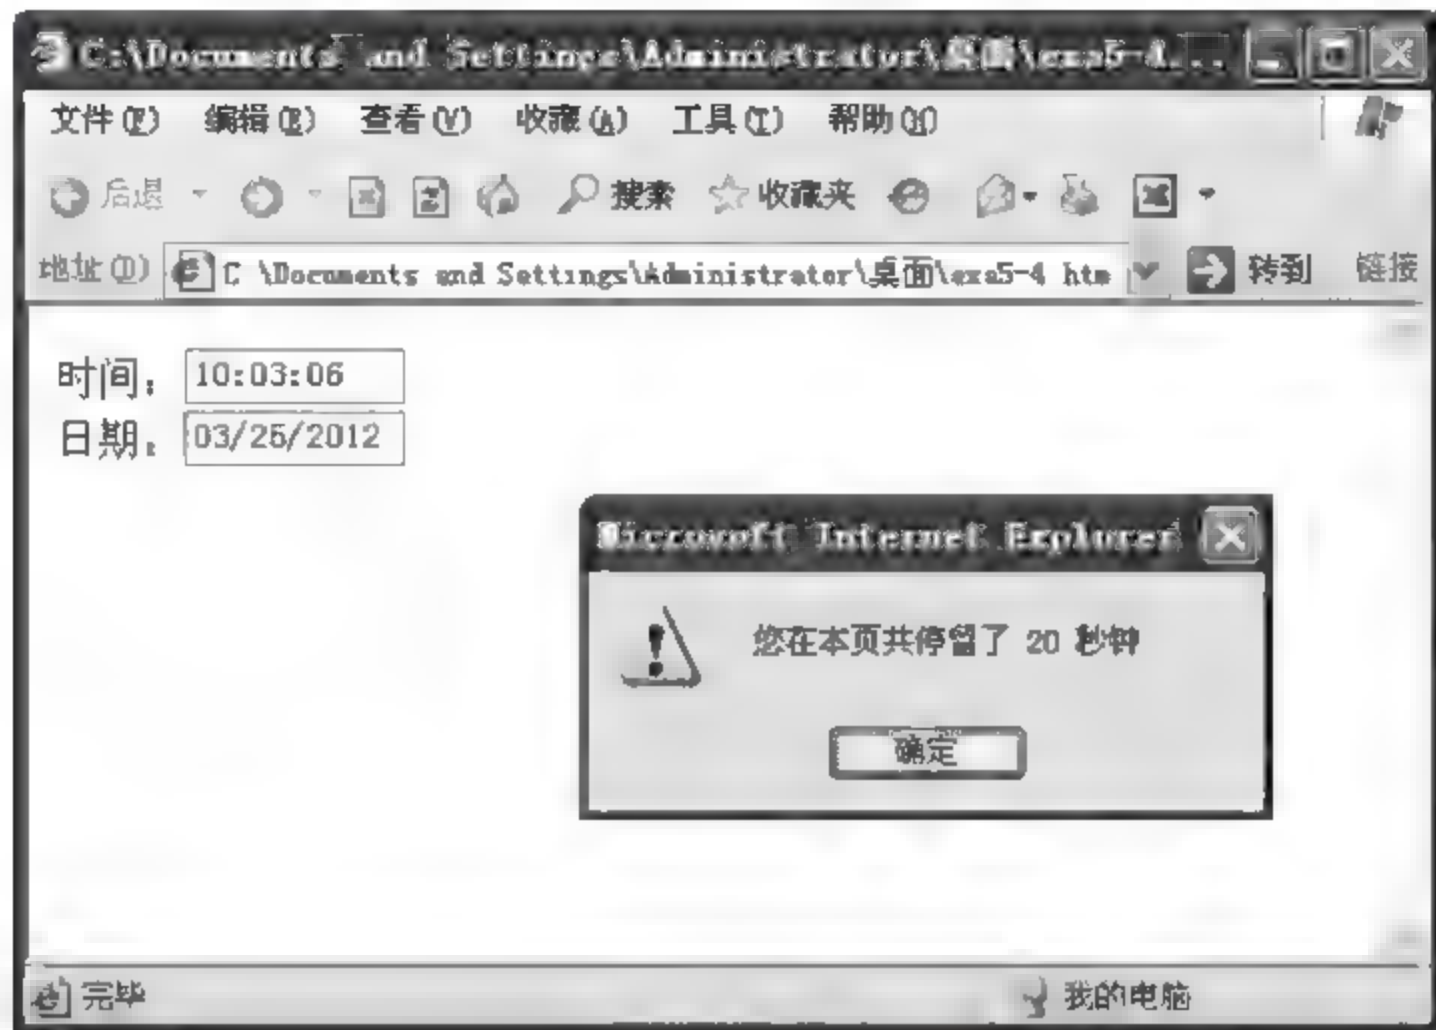 C:\Documents and Settings\Administrator\桌面\exa5-4...
文件(F) 编辑(E) 查看(V) 收藏(A) 工具(T) 帮助(H)
后退 搜索 收藏夹
地址(D) C \Documents and Settings\Administrator\桌面\exa5-4 htm 转到 链接
时间: 10:03:06
日期: 03/25/2012
Microsoft Internet Explorer
您在本页共停留了 20 秒钟
确定
完毕 我的电脑